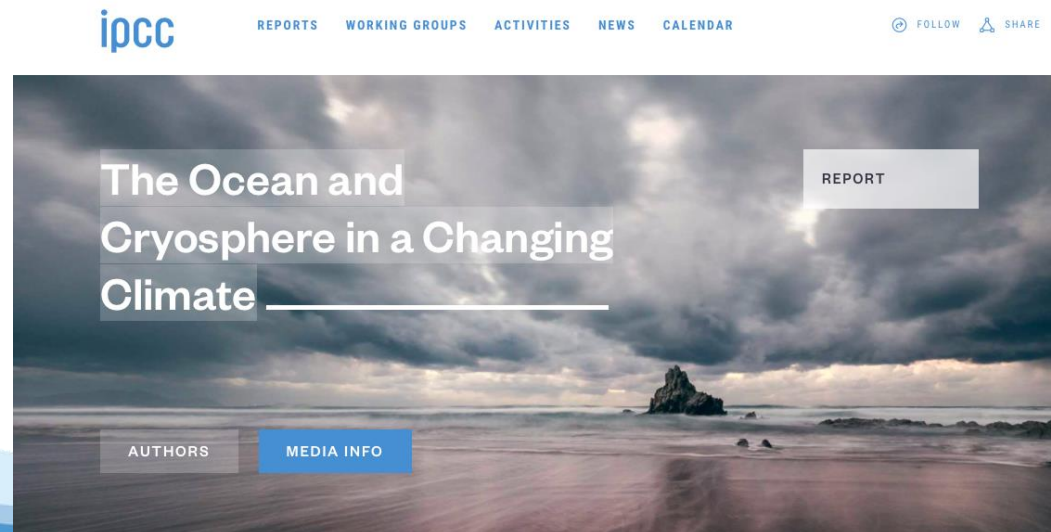 ipcc
REPORTS WORKING GROUPS ACTIVITIES NEWS CALENDAR
FOLLOW SHARE
The Ocean and
Cryosphere in a Changing
Climate
REPORT
AUTHORS MEDIA INFO